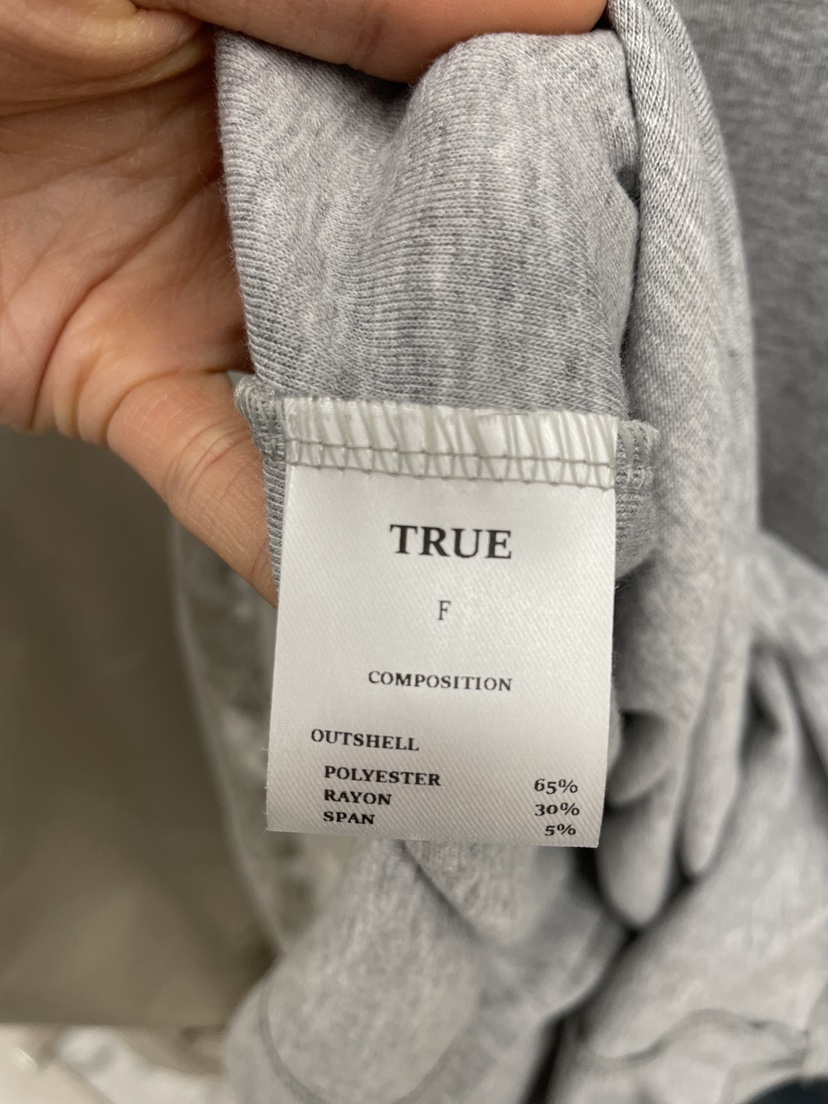 TRUE
F
COMPOSITION
OUTSHELL
POLYESTER 65%
RAYON 30%
SPAN 5%